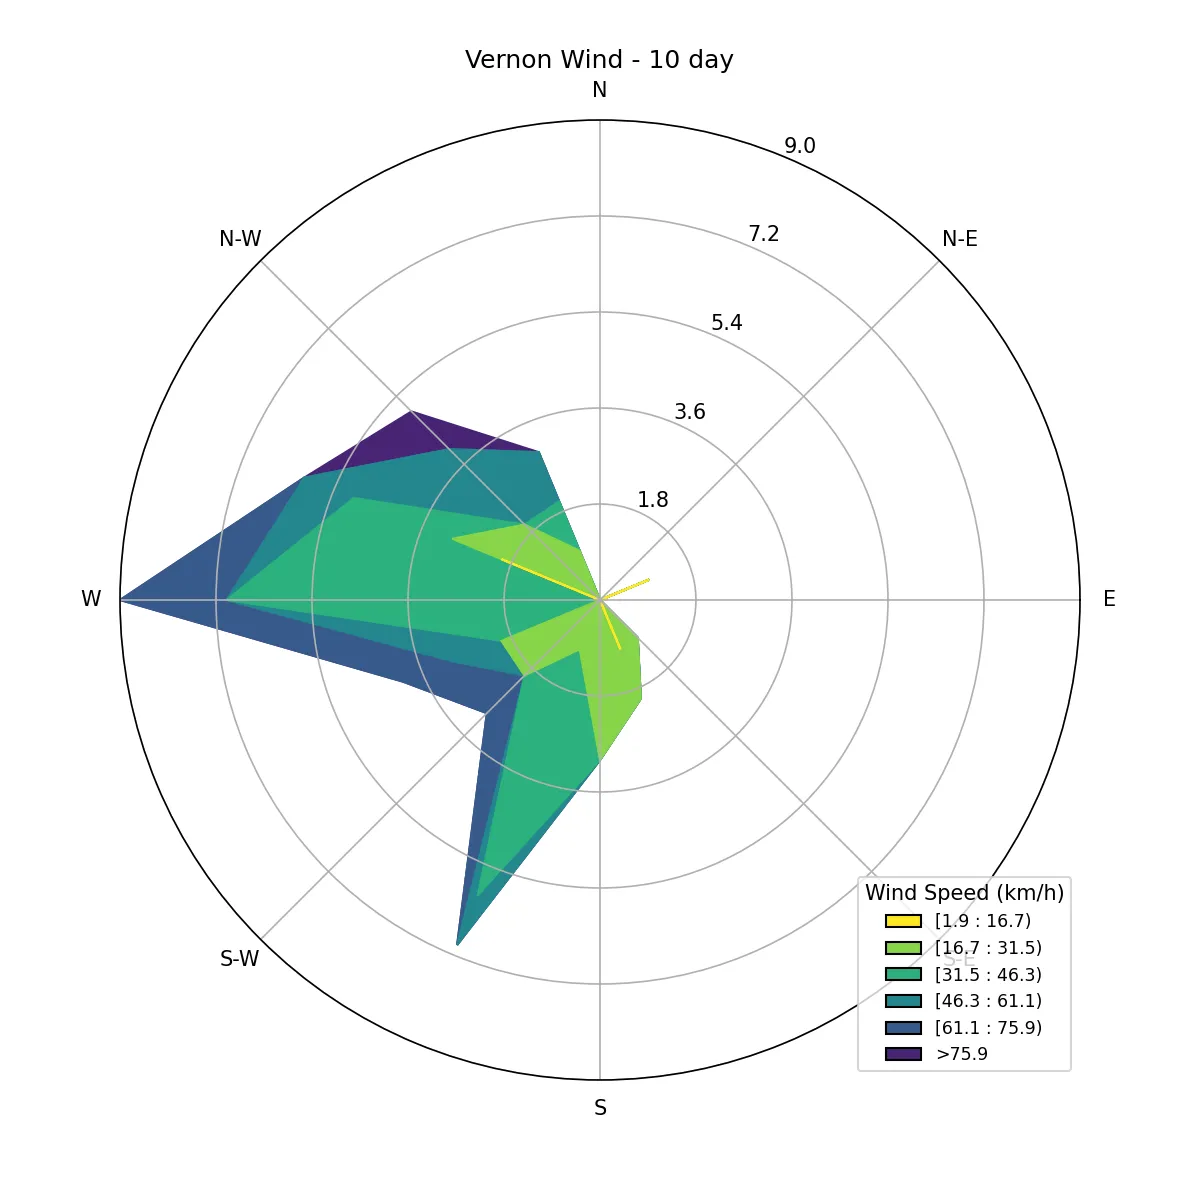 Vernon Wind - 10 day
N
9.0
N-W
N-E
7.2
5.4
3.6
1.8
W
E
S-W
S-E
S
Wind Speed (km/h)
[1.9 : 16.7)
[16.7 : 31.5)
[31.5 : 46.3)
[46.3 : 61.1)
[61.1 : 75.9)
>75.9